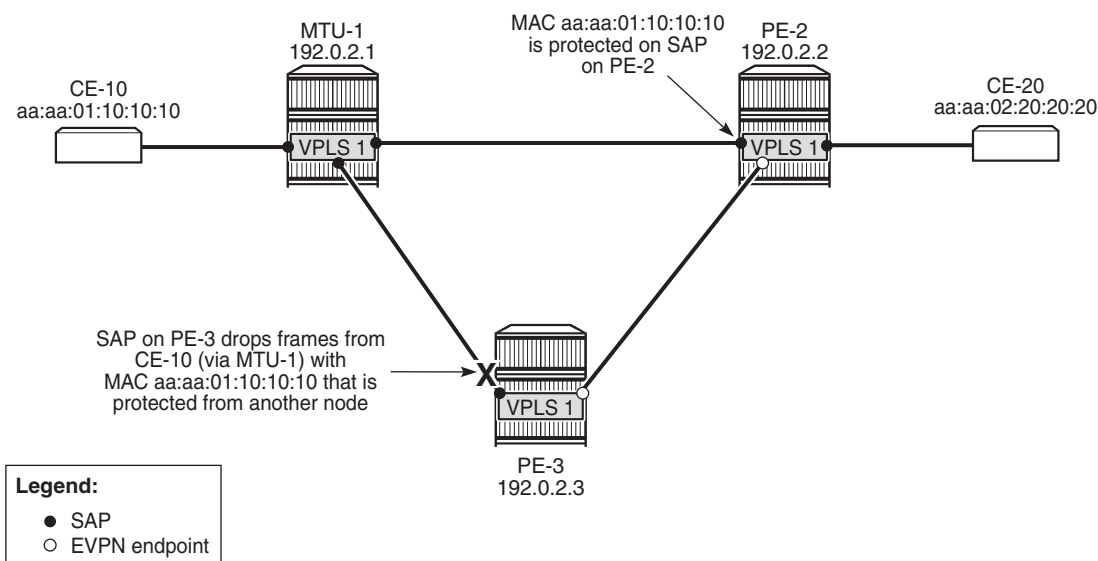 MTU-1
192.0.2.1
MAC aa:aa:01:10:10:10
is protected on SAP
on PE-2
PE-2
192.0.2.2
CE-10
aa:aa:01:10:10:10
CE-20
aa:aa:02:20:20:20
VPLS 1
VPLS 1
SAP on PE-3 drops frames from
CE-10 (via MTU-1) with
MAC aa:aa:01:10:10:10 that is
protected from another node
X
VPLS 1
PE-3
192.0.2.3
Legend:
SAP
EVPN endpoint